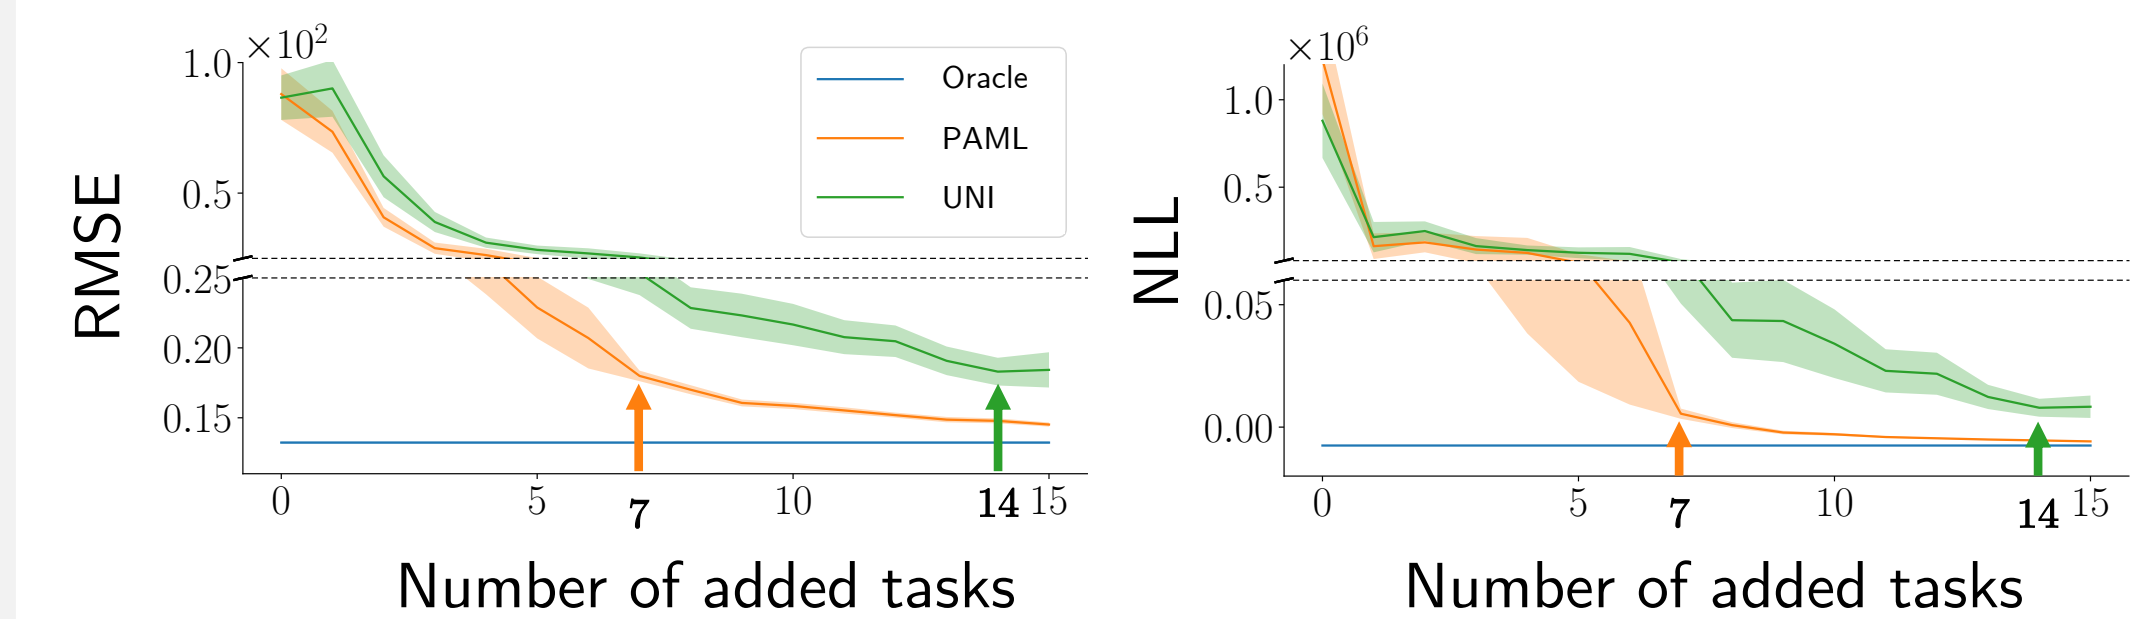 ×10²
1.0
0.5
0.25
0.20
0.15
RMSE
Oracle
PAML
UNI
0 5 7 10 14 15
Number of added tasks
×10⁶
1.0
0.5
0.05
0.00
NLL
0 5 7 10 14 15
Number of added tasks